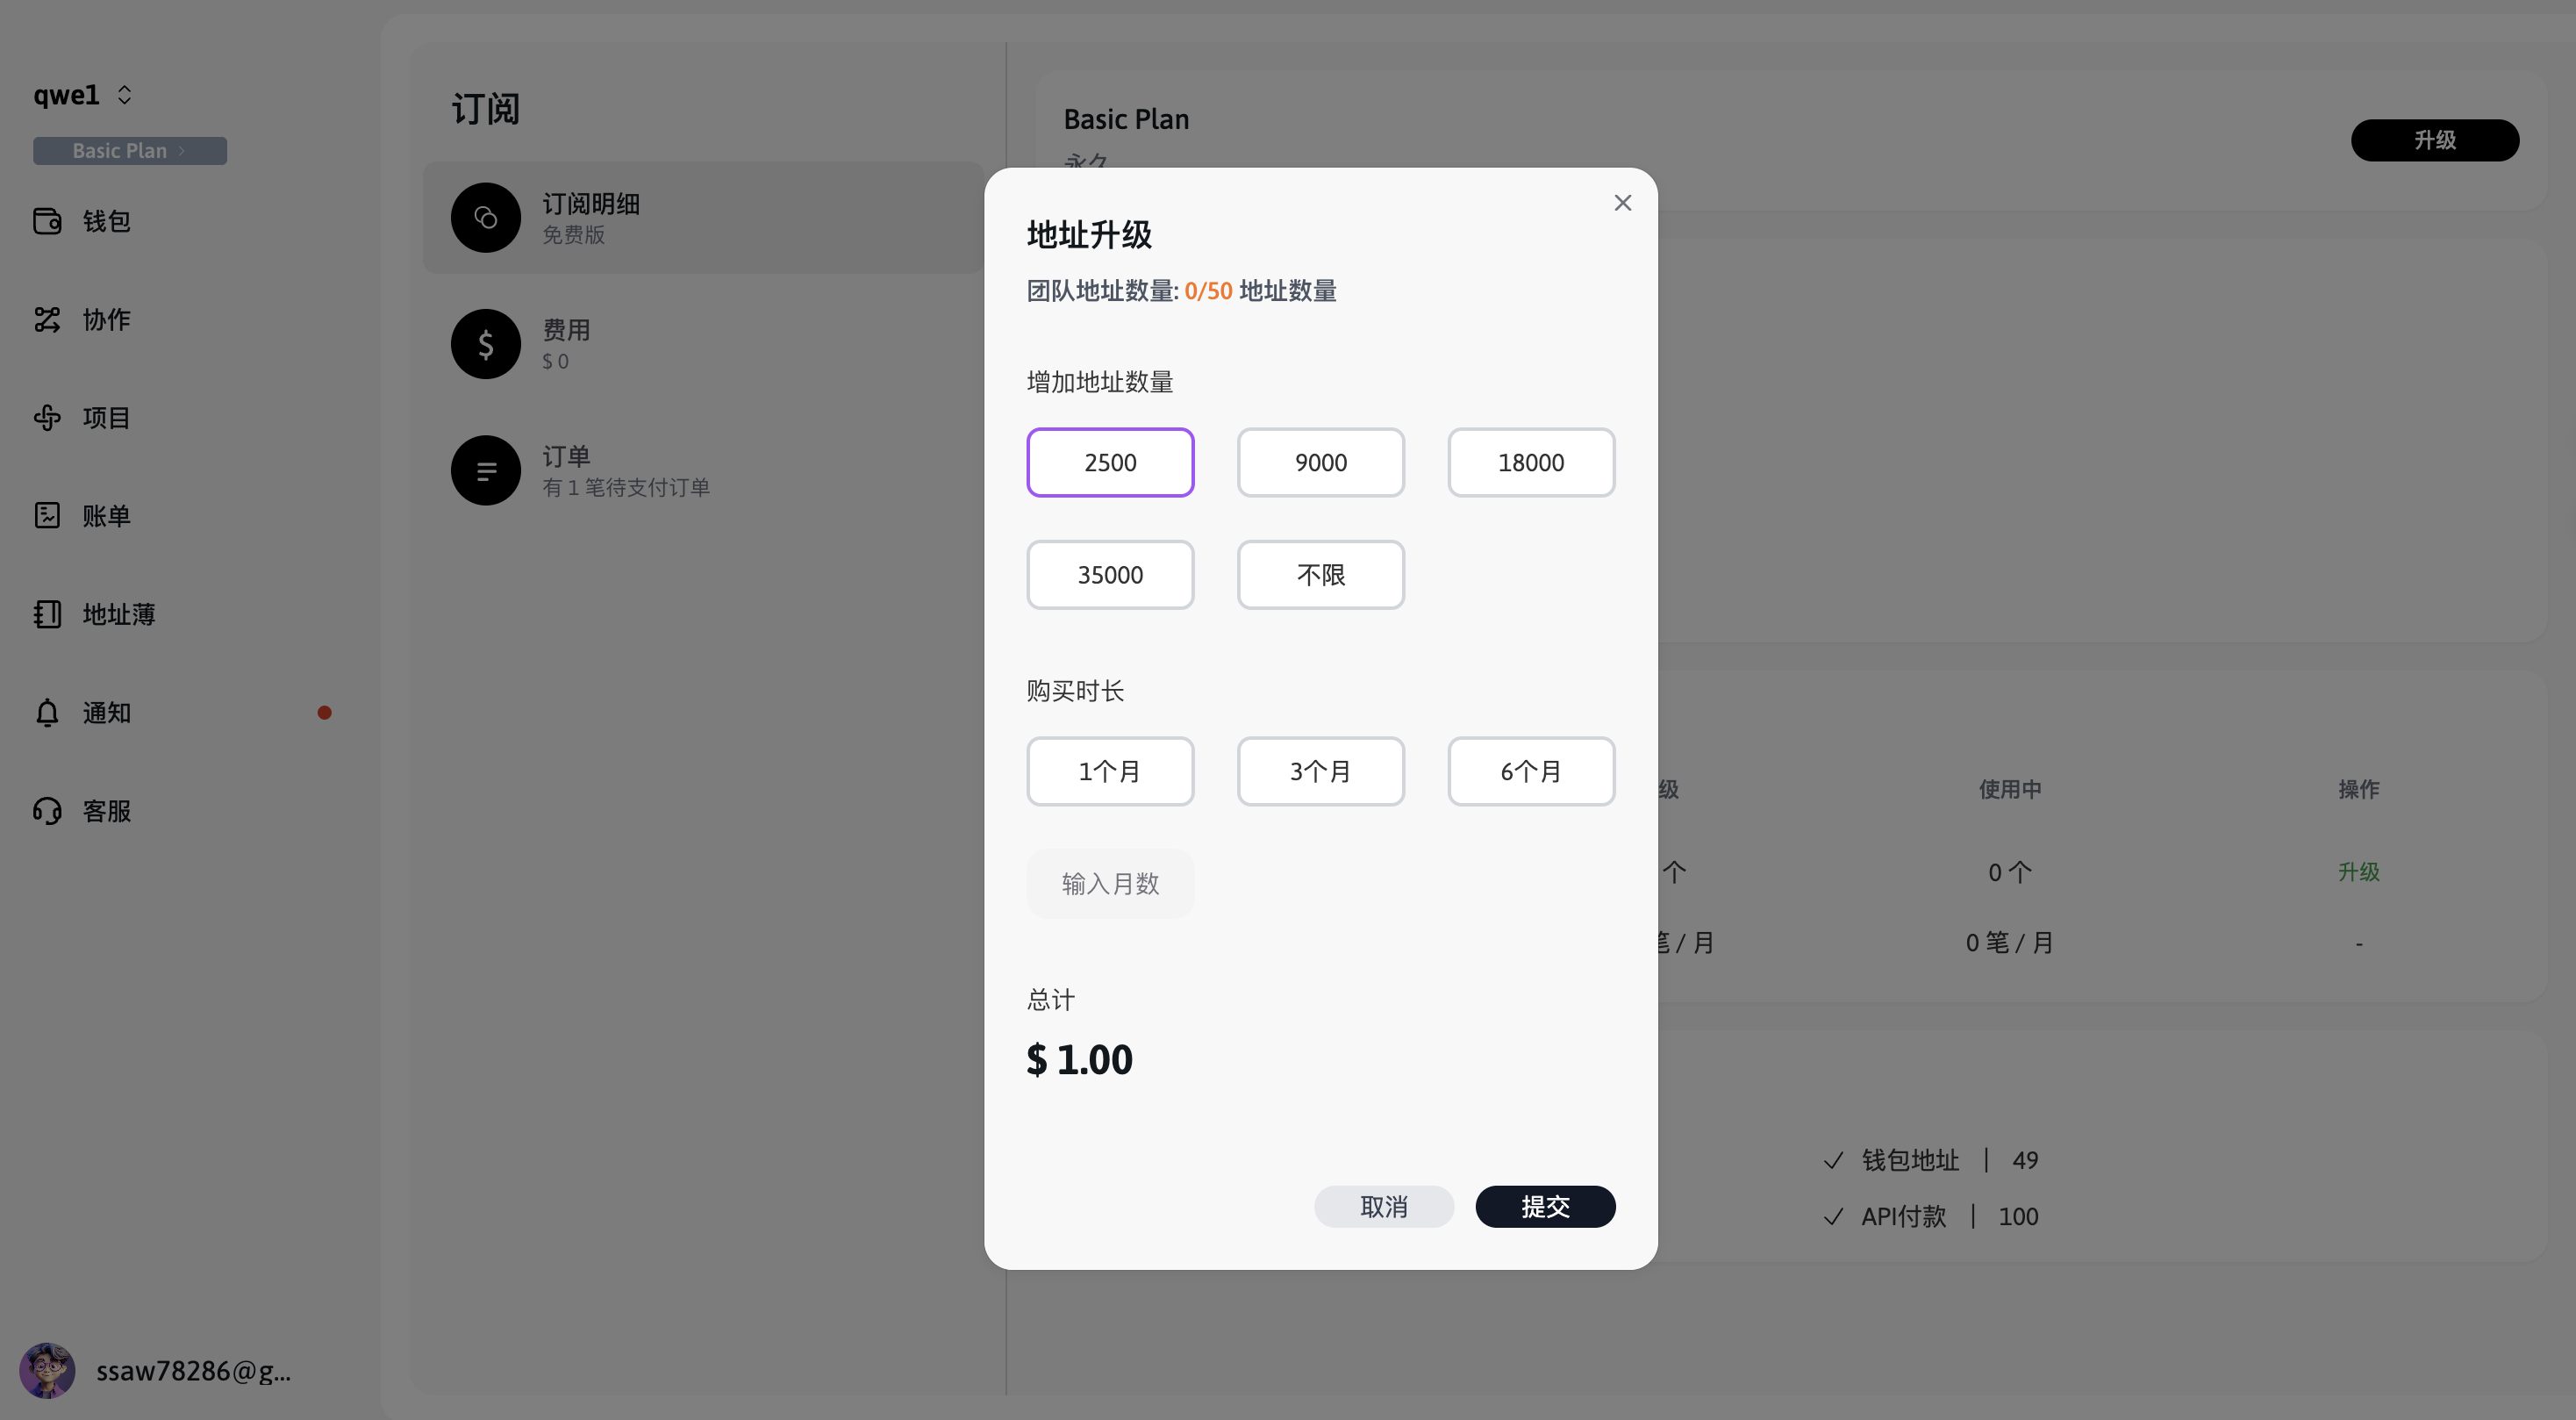 qwe1
Basic Plan
钱包
协作
项目
账单
地址薄
通知
客服
ssaw78286@g...
订阅
订阅明细
免费版
费用
$ 0
订单
有 1 笔待支付订单
Basic Plan
永久
升级
地址升级
团队地址数量: 0/50 地址数量
增加地址数量
2500 9000 18000
35000 不限
购买时长
1个月 3个月 6个月
输入月数
总计
$ 1.00
取消 提交
级 使用中 操作
个 0 个 升级
笔 / 月 0 笔 / 月 -
钱包地址 | 49
API付款 | 100